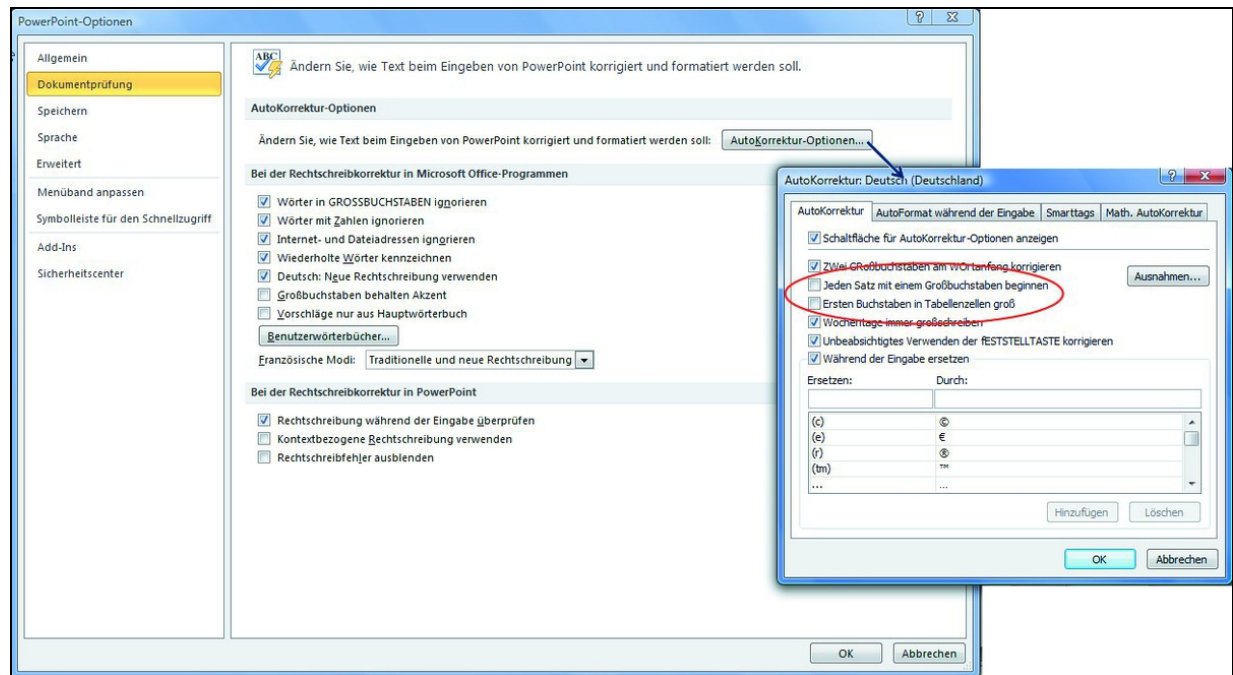 PowerPoint-Optionen
Allgemein
Dokumentprüfung
Speichern
Sprache
Erweitert
Menüband anpassen
Symbolleiste für den Schnellzugriff
Add-Ins
Sicherheitscenter
ABC
Ändern Sie, wie Text beim Eingeben von PowerPoint korrigiert und formatiert werden soll.
AutoKorrektur-Optionen
Ändern Sie, wie Text beim Eingeben von PowerPoint korrigiert und formatiert werden soll: AutoKorrektur-Optionen...
Bei der Rechtschreibkorrektur in Microsoft Office-Programmen
Wörter in GROSSBUCHSTABEN ignorieren
Wörter mit Zahlen ignorieren
Internet- und Dateiadressen ignorieren
Wiederholte Wörter kennzeichnen
Deutsch: Neue Rechtschreibung verwenden
Großbuchstaben behalten Akzent
Vorschläge nur aus Hauptwörterbuch
Benutzerwörterbücher...
Französische Modi: Traditionelle und neue Rechtschreibung
Bei der Rechtschreibkorrektur in PowerPoint
Rechtschreibung während der Eingabe überprüfen
Kontextbezogene Rechtschreibung verwenden
Rechtschreibfehler ausblenden
OK Abbrechen
AutoKorrektur: Deutsch (Deutschland)
AutoKorrektur AutoFormat während der Eingabe Smarttags Math. AutoKorrektur
Schaltfläche für AutoKorrektur-Optionen anzeigen
ZWei GRoßbuchstaben am WOrtanfang korrigieren
Ausnahmen...
Jeden Satz mit einem Großbuchstaben beginnen
Ersten Buchstaben in Tabellenzellen groß
Wochentage immer großschreiben
Unbeabsichtigtes Verwenden der fESTSTELLTASTE korrigieren
Während der Eingabe ersetzen
Ersetzen: Durch:
(c) ©
(e) €
(r) ®
(tm) ™
... …
Hinzufügen Löschen
OK Abbrechen